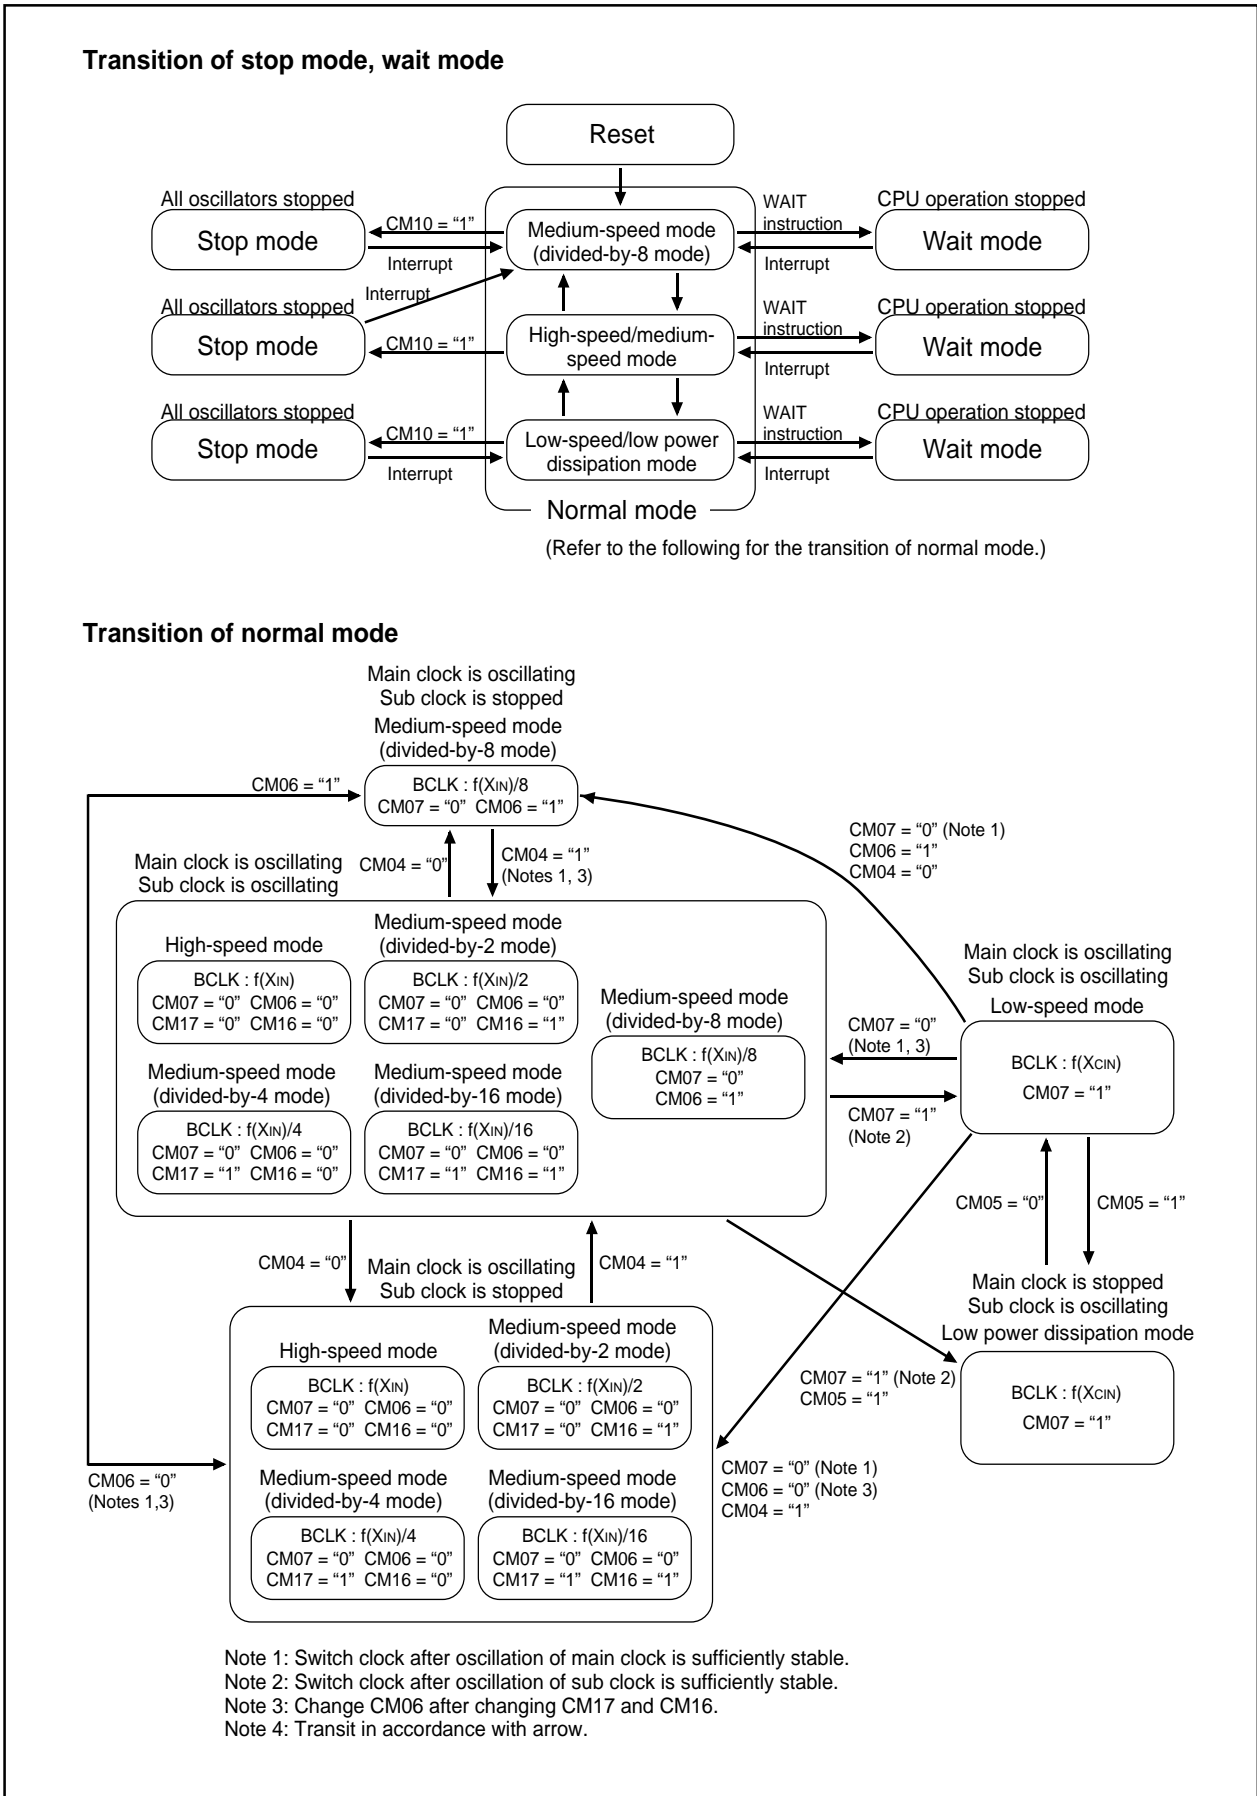 Transition of stop mode, wait mode
Reset
All oscillators stopped
Stop mode
CM10 = “1”
Interrupt
Medium-speed mode
(divided-by-8 mode)
WAIT
instruction
Interrupt
CPU operation stopped
Wait mode
Interrupt
All oscillators stopped
Stop mode
CM10 = “1”
High-speed/medium-
speed mode
WAIT
instruction
Interrupt
CPU operation stopped
Wait mode
All oscillators stopped
Stop mode
CM10 = “1”
Interrupt
Low-speed/low power
dissipation mode
WAIT
instruction
Interrupt
CPU operation stopped
Wait mode
Normal mode
(Refer to the following for the transition of normal mode.)
Transition of normal mode
Main clock is oscillating
Sub clock is stopped
Medium-speed mode
(divided-by-8 mode)
CM06 = “1”
BCLK : f(XIN)/8
CM07 = “0” CM06 = “1”
CM07 = “0” (Note 1)
CM06 = “1”
CM04 = “0”
Main clock is oscillating
Sub clock is oscillating
CM04 = “0”
CM04 = “1”
(Notes 1, 3)
High-speed mode
BCLK : f(XIN)
CM07 = “0” CM06 = “0”
CM17 = “0” CM16 = “0”
Medium-speed mode
(divided-by-2 mode)
BCLK : f(XIN)/2
CM07 = “0” CM06 = “0”
CM17 = “0” CM16 = “1”
Medium-speed mode
(divided-by-8 mode)
BCLK : f(XIN)/8
CM07 = “0”
CM06 = “1”
Medium-speed mode
(divided-by-4 mode)
BCLK : f(XIN)/4
CM07 = “0” CM06 = “0”
CM17 = “1” CM16 = “0”
Medium-speed mode
(divided-by-16 mode)
BCLK : f(XIN)/16
CM07 = “0” CM06 = “0”
CM17 = “1” CM16 = “1”
CM07 = “0”
(Note 1, 3)
CM07 = “1”
(Note 2)
Main clock is oscillating
Sub clock is oscillating
Low-speed mode
BCLK : f(XCIN)
CM07 = “1”
CM05 = “0”
CM05 = “1”
CM04 = “0”
Main clock is oscillating
Sub clock is stopped
CM04 = “1”
Main clock is stopped
Sub clock is oscillating
Low power dissipation mode
BCLK : f(XCIN)
CM07 = “1”
CM07 = “1” (Note 2)
CM05 = “1”
High-speed mode
BCLK : f(XIN)
CM07 = “0” CM06 = “0”
CM17 = “0” CM16 = “0”
Medium-speed mode
(divided-by-2 mode)
BCLK : f(XIN)/2
CM07 = “0” CM06 = “0”
CM17 = “0” CM16 = “1”
CM06 = “0”
(Notes 1,3)
Medium-speed mode
(divided-by-4 mode)
BCLK : f(XIN)/4
CM07 = “0” CM06 = “0”
CM17 = “1” CM16 = “0”
Medium-speed mode
(divided-by-16 mode)
BCLK : f(XIN)/16
CM07 = “0” CM06 = “0”
CM17 = “1” CM16 = “1”
CM07 = “0” (Note 1)
CM06 = “0” (Note 3)
CM04 = “1”
Note 1: Switch clock after oscillation of main clock is sufficiently stable.
Note 2: Switch clock after oscillation of sub clock is sufficiently stable.
Note 3: Change CM06 after changing CM17 and CM16.
Note 4: Transit in accordance with arrow.